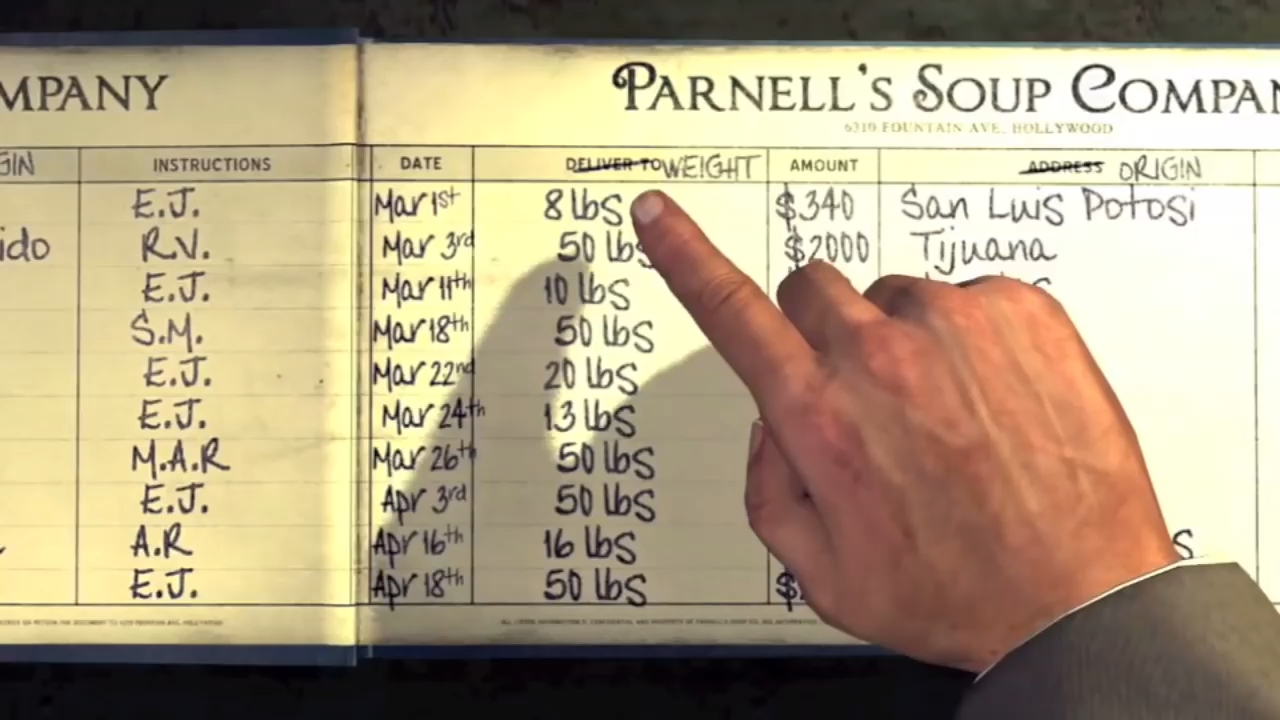 MPANY
PARNELL'S SOUP COMPAN
6310 FOUNTAIN AVE, HOLLYWOOD
GIN INSTRUCTIONS DATE DELIVER TO WEIGHT AMOUNT ADDRESS ORIGIN
E.J. Mar 1st 8 lbs $340 San Luis Potosi
ido R.V. Mar 3rd 50 lbs $2000 Tijuana
E.J. Mar 11th 10 lbs
S.M. Mar 18th 50 lbs
E.J. Mar 22nd 20 lbs
E.J. Mar 24th 13 lbs
M.A.R Mar 26th 50 lbs
E.J. Apr 3rd 50 lbs
A.R Apr 16th 16 lbs s
E.J. Apr 18th 50 lbs $